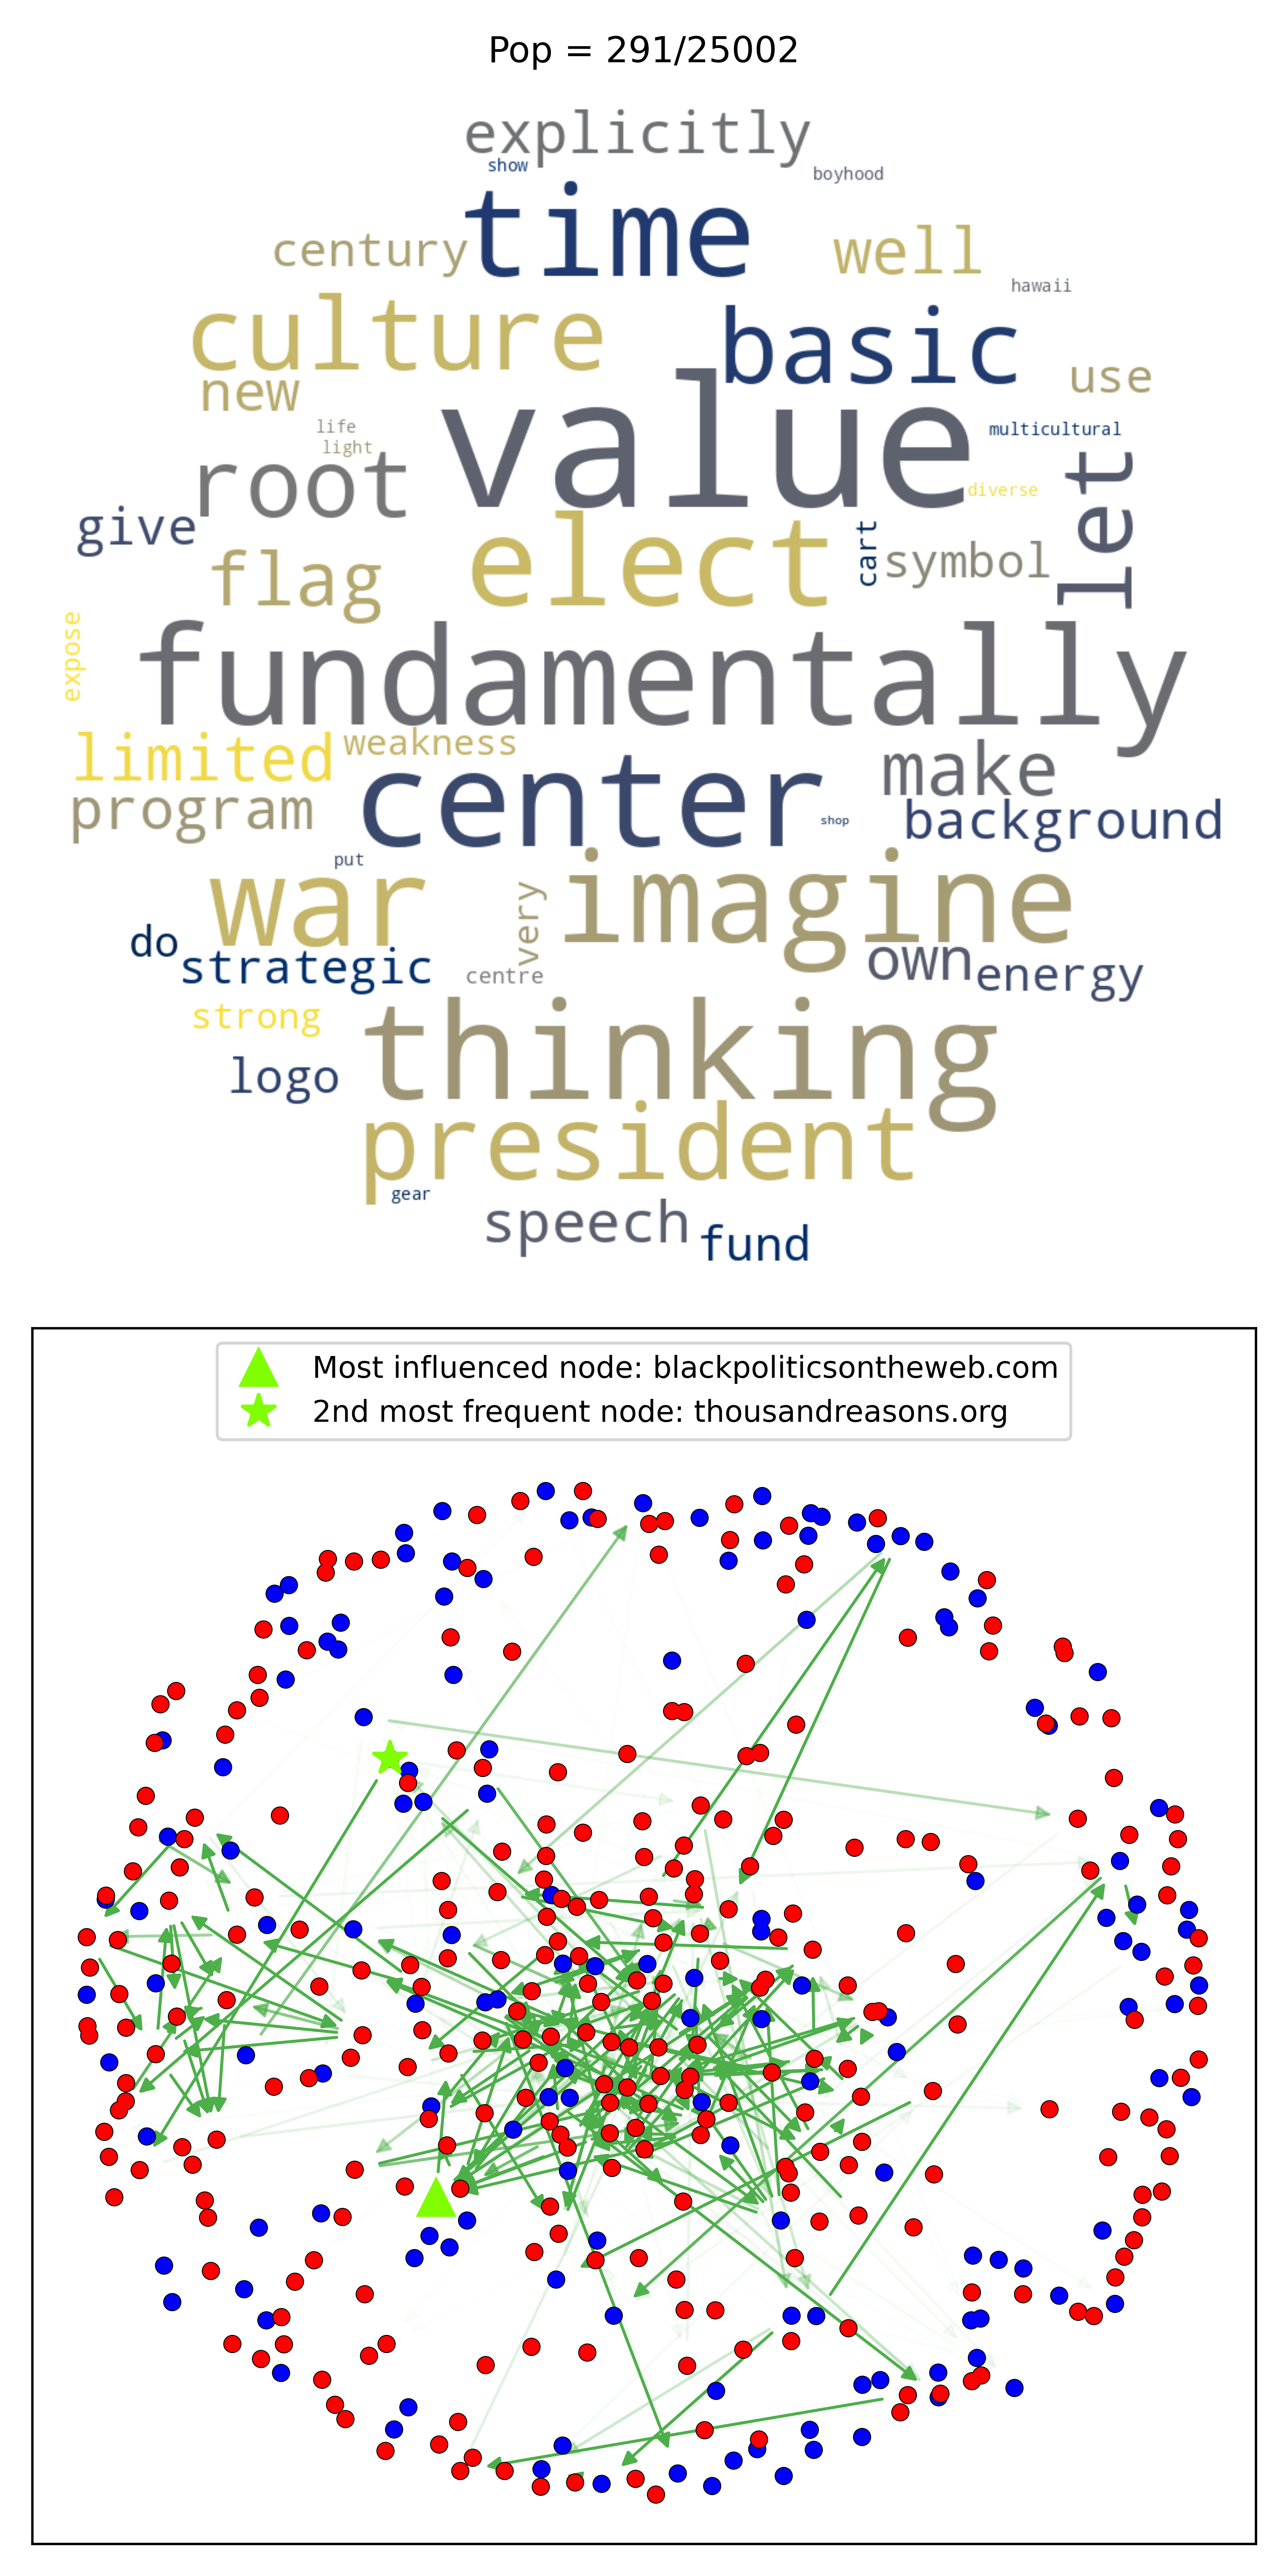 Pop = 291/25002
explicitly
show
boyhood
time
century
well
hawaii
culture
basic
new
use
value
life
multicultural
light
root
let
diverse
give
elect
cart
symbol
flag
expose
fundamentally
limited
weakness
center
make
program
background
shop
put
war
imagine
very
do
strategic
centre
own
energy
strong
thinking
logo
president
gear
speech
fund
Most influenced node: blackpoliticsontheweb.com
2nd most frequent node: thousandreasons.org